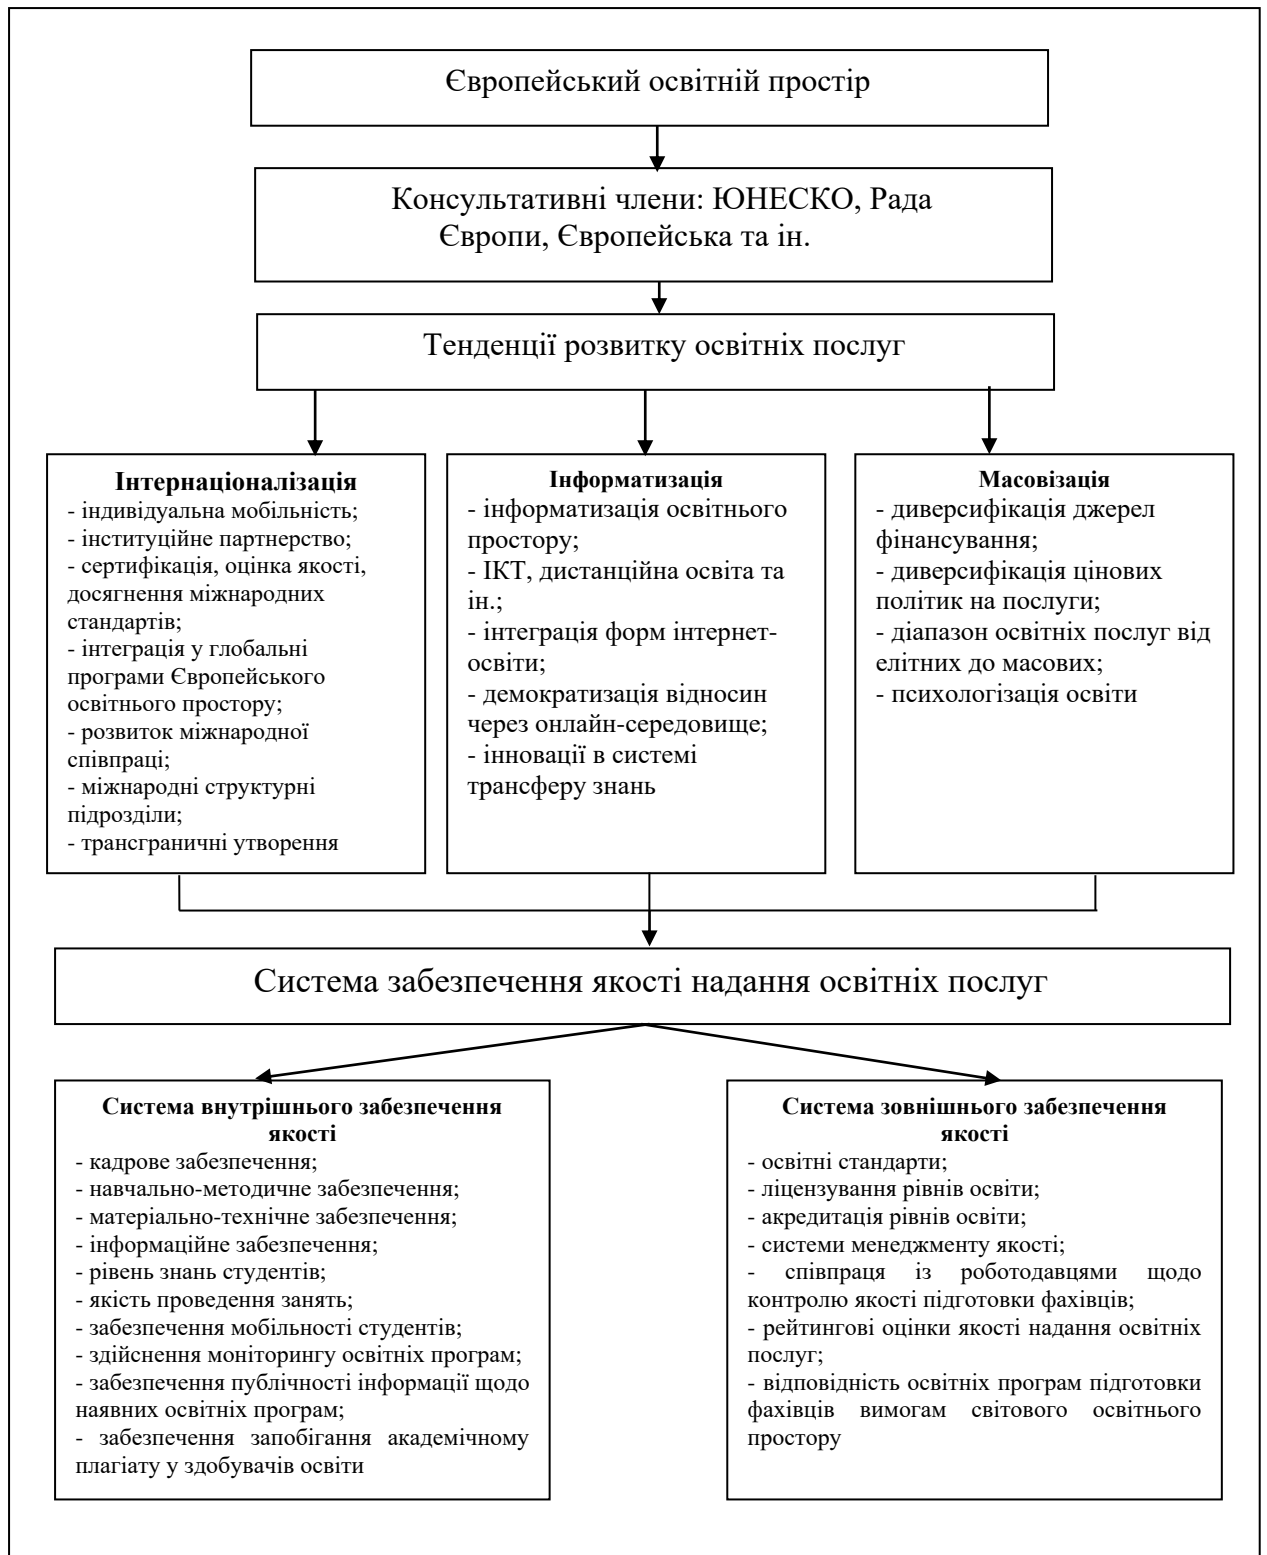 Європейський освітній простір
Консультативні члени: ЮНЕСКО, Рада
Європи, Європейська та ін.
Тенденції розвитку освітніх послуг
Інтернаціоналізація
- індивідуальна мобільність;
- інституційне партнерство;
- сертифікація, оцінка якості,
досягнення міжнародних
стандартів;
- інтеграція у глобальні
програми Європейського
освітнього простору;
- розвиток міжнародної
співпраці;
- міжнародні структурні
підрозділи;
- трансграничні утворення
Інформатизація
- інформатизація освітнього
простору;
- ІКТ, дистанційна освіта та
ін.;
- інтеграція форм інтернет-
освіти;
- демократизація відносин
через онлайн-середовище;
- інновації в системі
трансферу знань
Масовізація
- диверсифікація джерел
фінансування;
- диверсифікація цінових
політик на послуги;
- діапазон освітніх послуг від
елітних до масових;
- психологізація освіти
Система забезпечення якості надання освітніх послуг
Система внутрішнього забезпечення
якості
- кадрове забезпечення;
- навчально-методичне забезпечення;
- матеріально-технічне забезпечення;
- інформаційне забезпечення;
- рівень знань студентів;
- якість проведення занять;
- забезпечення мобільності студентів;
- здійснення моніторингу освітніх програм;
- забезпечення публічності інформації щодо
наявних освітніх програм;
- забезпечення запобігання академічному
плагіату у здобувачів освіти
Система зовнішнього забезпечення
якості
- освітні стандарти;
- ліцензування рівнів освіти;
- акредитація рівнів освіти;
- системи менеджменту якості;
- співпраця із роботодавцями щодо
контролю якості підготовки фахівців;
- рейтингові оцінки якості надання освітніх
послуг;
- відповідність освітніх програм підготовки
фахівців вимогам світового освітнього
простору